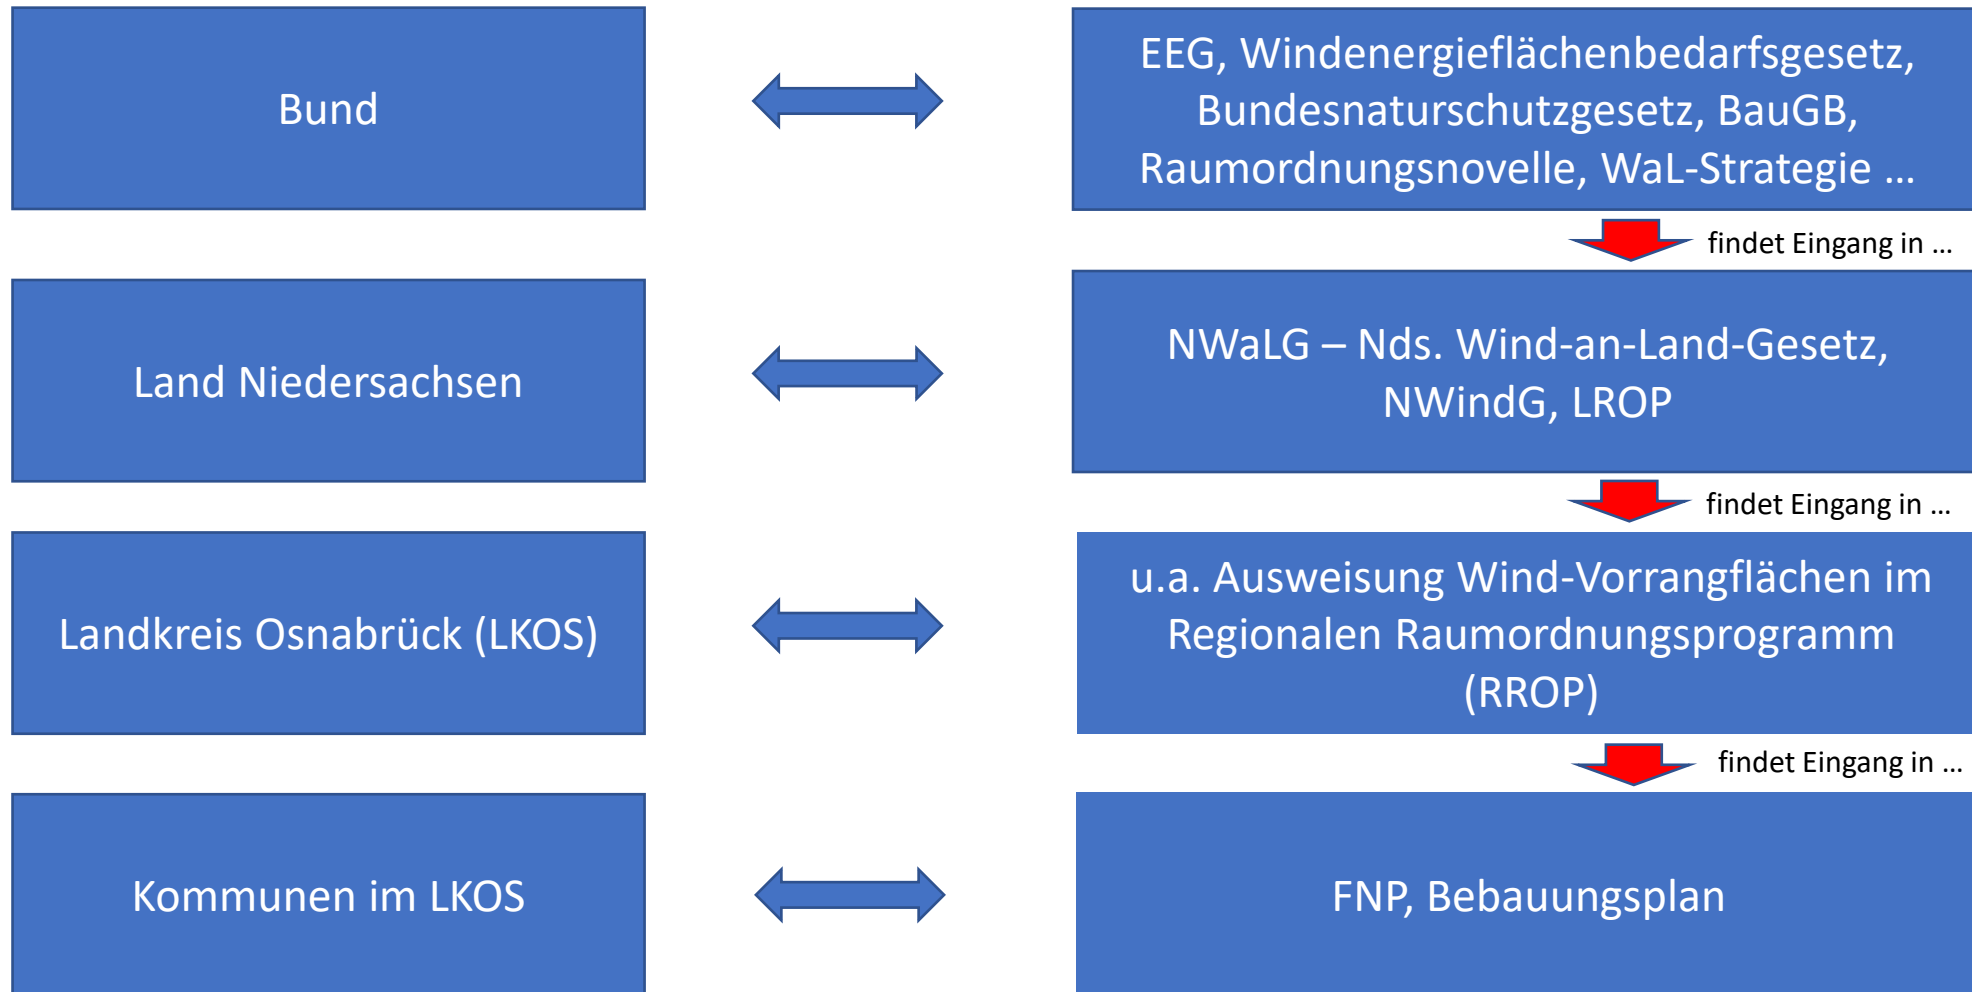 Bund
EEG, Windenergieflächenbedarfsgesetz,
Bundesnaturschutzgesetz, BauGB,
Raumordnungsnovelle, WaL-Strategie ...
findet Eingang in ...
Land Niedersachsen
NWaLG – Nds. Wind-an-Land-Gesetz,
NWindG, LROP
findet Eingang in ...
Landkreis Osnabrück (LKOS)
u.a. Ausweisung Wind-Vorrangflächen im
Regionalen Raumordnungsprogramm
(RROP)
findet Eingang in ...
Kommunen im LKOS
FNP, Bebauungsplan